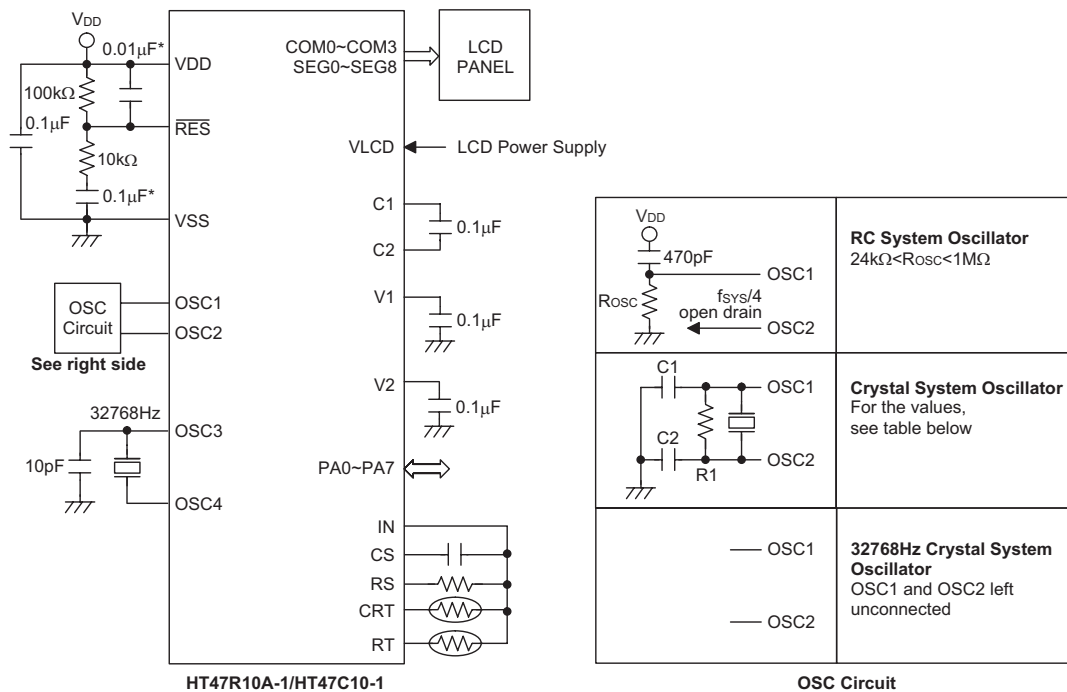 VDD
0.01μF*
VDD
100kΩ
0.1μF
RES
10kΩ
0.1μF*
VSS
OSC
Circuit
OSC1
OSC2
See right side
32768Hz
OSC3
10pF
OSC4
COM0~COM3
SEG0~SEG8
LCD
PANEL
VLCD
LCD Power Supply
C1
0.1μF
C2
V1
0.1μF
V2
0.1μF
PA0~PA7
IN
CS
RS
CRT
RT
HT47R10A-1/HT47C10-1
VDD
470pF
OSC1
ROSC
fSYS/4
open drain
OSC2
RC System Oscillator
24kΩ<ROSC<1MΩ
C1
OSC1
C2
OSC2
R1
Crystal System Oscillator
For the values,
see table below
OSC1
OSC2
32768Hz Crystal System
Oscillator
OSC1 and OSC2 left
unconnected
OSC Circuit